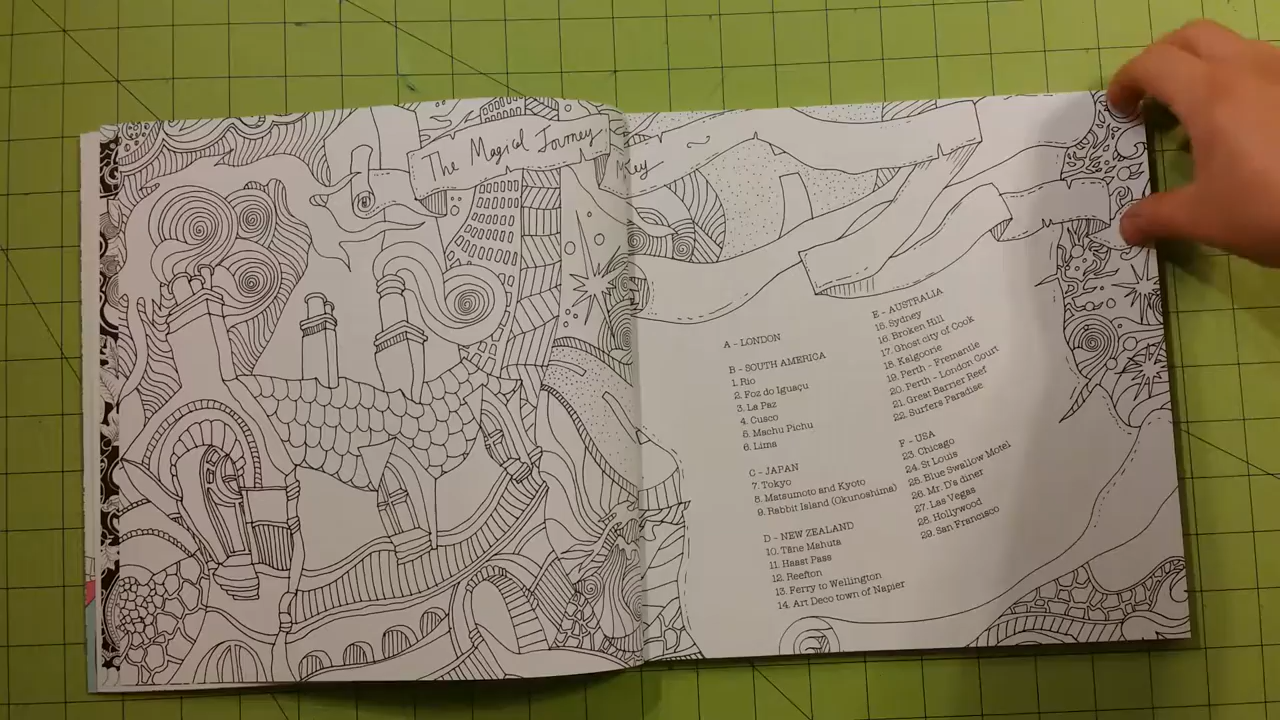 The Magical Journey
Key
A - LONDON
B - SOUTH AMERICA
1. Rio
2. Foz do Iguaçu
3. La Paz
4. Cusco
5. Machu Pichu
6. Lima
C - JAPAN
7. Tokyo
8. Matsumoto and Kyoto
9. Rabbit Island (Okunoshima)
D - NEW ZEALAND
10. Tāne Mahuta
11. Haast Pass
12. Reefton
13. Ferry to Wellington
14. Art Deco town of Napier
E - AUSTRALIA
15. Sydney
16. Broken Hill
17. Ghost city of Cook
18. Kalgoorie
19. Perth - Fremantle
20. Perth - London Court
21. Great Barrier Reef
22. Surfers Paradise
F - USA
23. Chicago
24. St Louis
25. Blue Swallow Motel
26. Mr. D's diner
27. Las Vegas
28. Hollywood
29. San Francisco